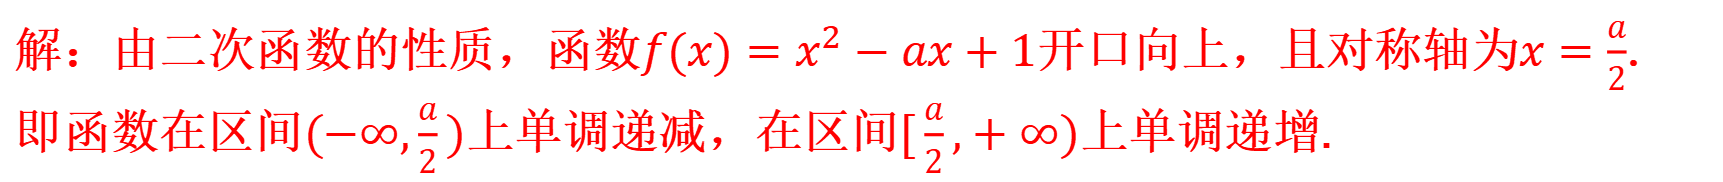 解：由二次函数的性质，函数f(x) = x² − ax + 1开口向上，且对称轴为x = a/2.
即函数在区间(−∞, a/2)上单调递减，在区间[a/2, + ∞)上单调递增.